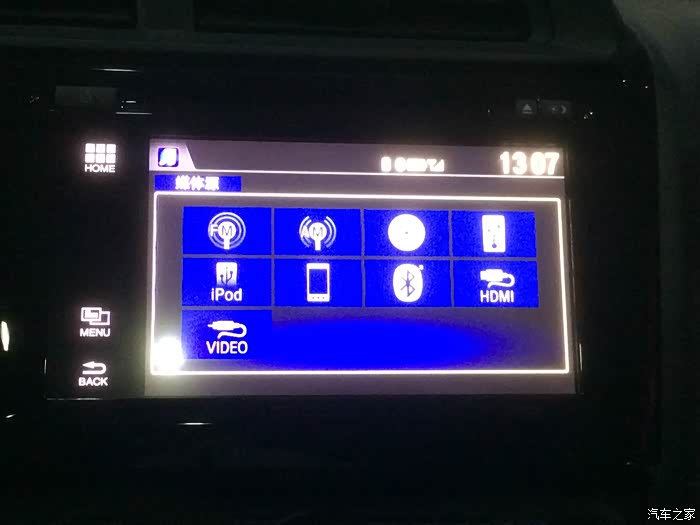 HOME
13:07
媒体源
FM
AM
iPod
HDMI
MENU
VIDEO
BACK
汽车之家